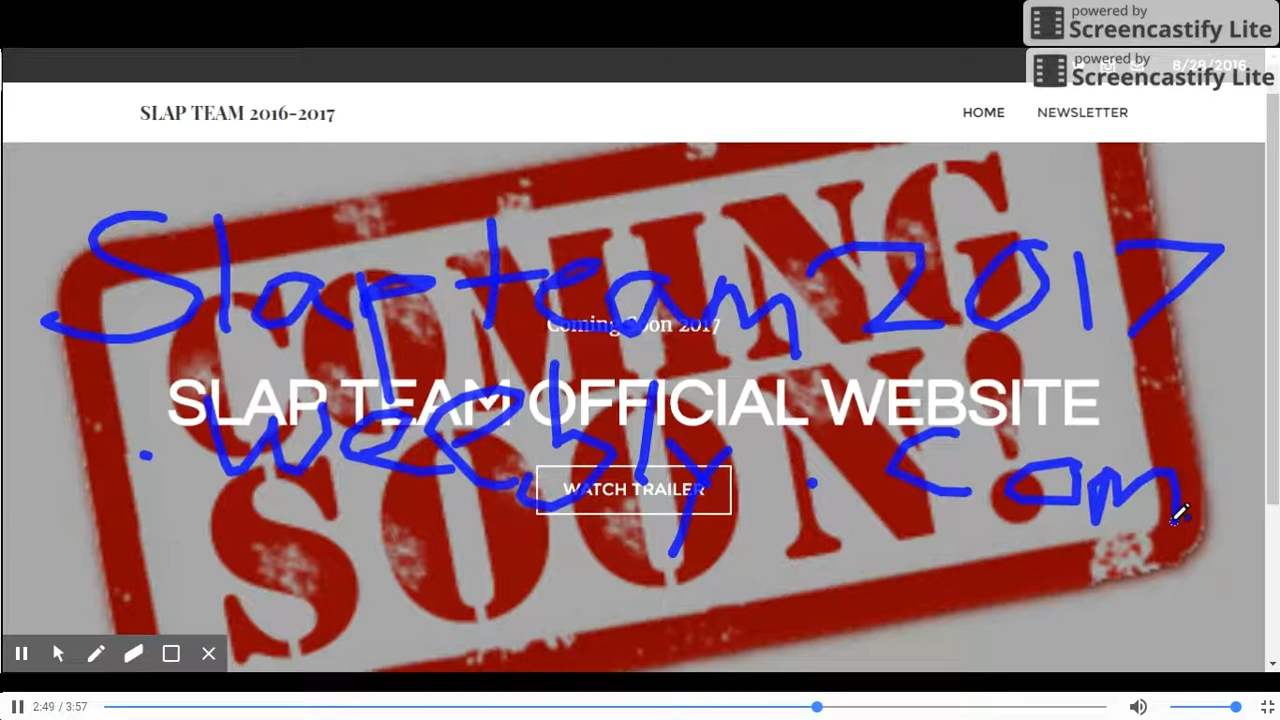 powered by
Screencastify Lite
powered by
Screencastify Lite
8/28/2016
SLAP TEAM 2016-2017
HOME
NEWSLETTER
COMING
SOON!
Slapteam2017
Coming Soon 2017
SLAP TEAM OFFICIAL WEBSITE
.weebly.com
WATCH TRAILER
2:49 / 3:57